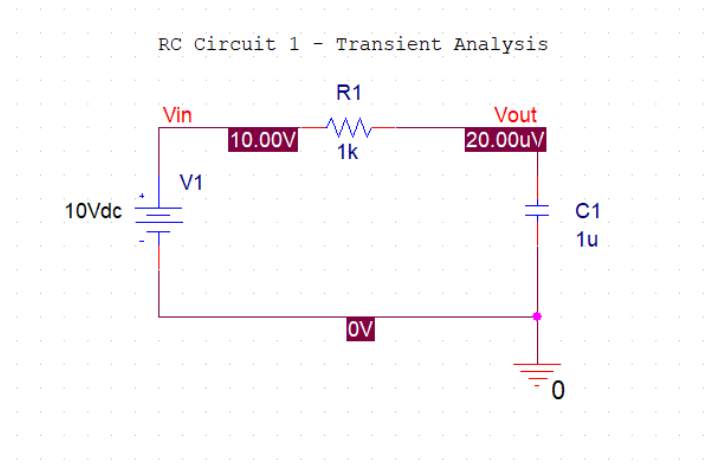 RC Circuit 1 - Transient Analysis
R1
Vin
Vout
10.00V
20.00uV
1k
+
V1
10Vdc
-
C1
1u
0V
0